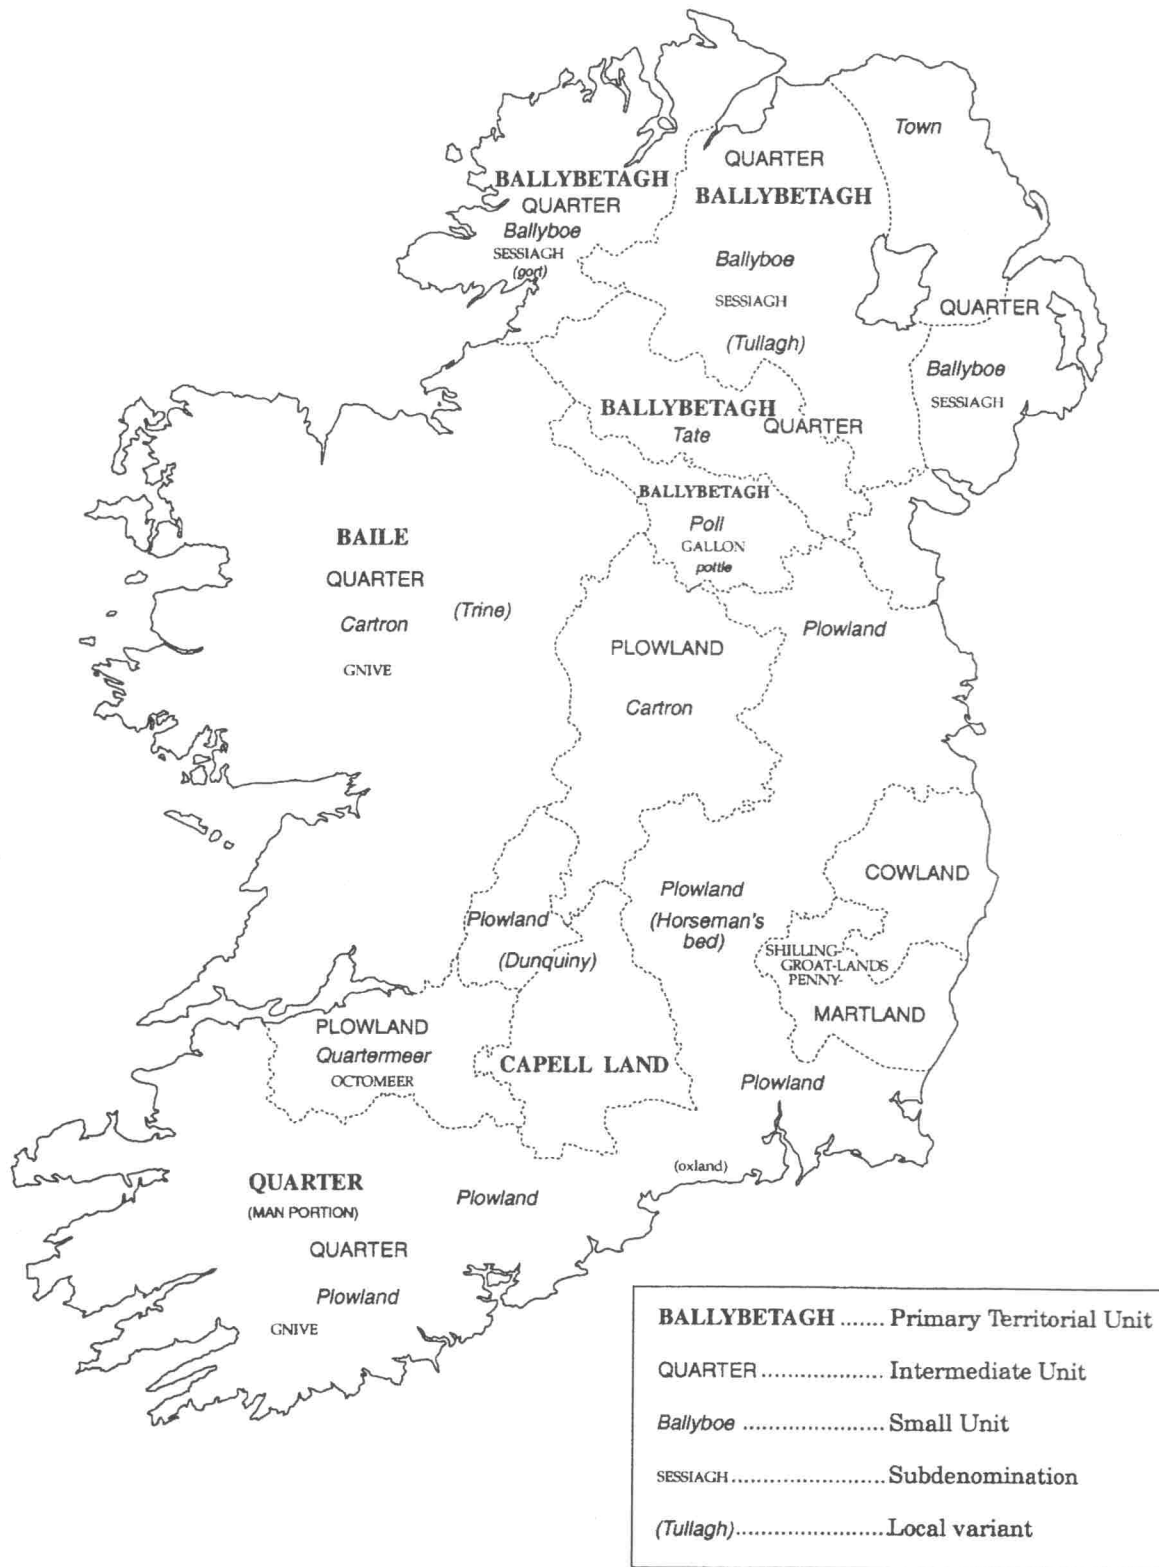 Town
QUARTER
BALLYBETAGH
BALLYBETAGH
QUARTER
Ballyboe
SESSIAGH
(gort)
Ballyboe
SESSIAGH
(Tullagh)
QUARTER
Ballyboe
SESSIAGH
BALLYBETAGH
QUARTER
Tate
BALLYBETAGH
Poll
GALLON
pottle
BAILE
QUARTER
(Trine)
Cartron
GNIVE
Plowland
PLOWLAND
Cartron
COWLAND
Plowland
(Horseman's
bed)
Plowland
(Dunquiny)
SHILLING-
GROAT-LANDS
PENNY-
MARTLAND
PLOWLAND
Quartermeer
OCTOMEER
CAPELL LAND
Plowland
(oxland)
QUARTER
(MAN PORTION)
Plowland
QUARTER
Plowland
GNIVE
BALLYBETAGH ....... Primary Territorial Unit
QUARTER ................... Intermediate Unit
Ballyboe ...................... Small Unit
SESSIAGH ....................... Subdenomination
(Tullagh) ....................... Local variant